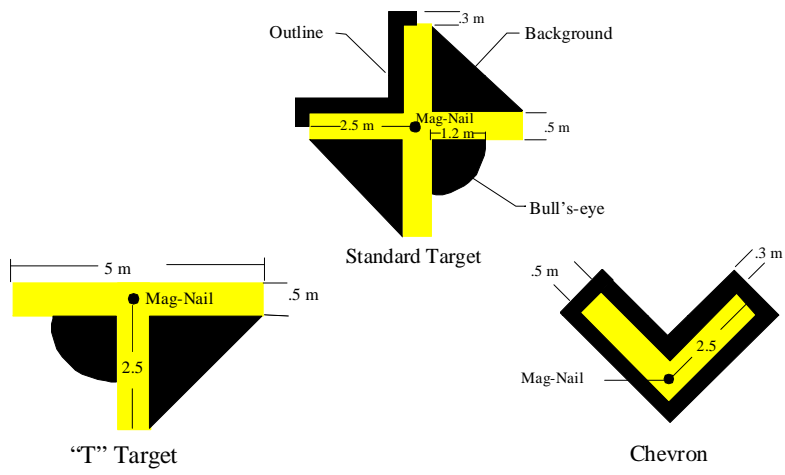 .3 m
Outline
Background
Mag-Nail
2.5 m
1.2 m
.5 m
Bull's-eye
Standard Target
5 m
.5 m
Mag-Nail
2.5
“T” Target
.3 m
.5 m
2.5
Mag-Nail
Chevron